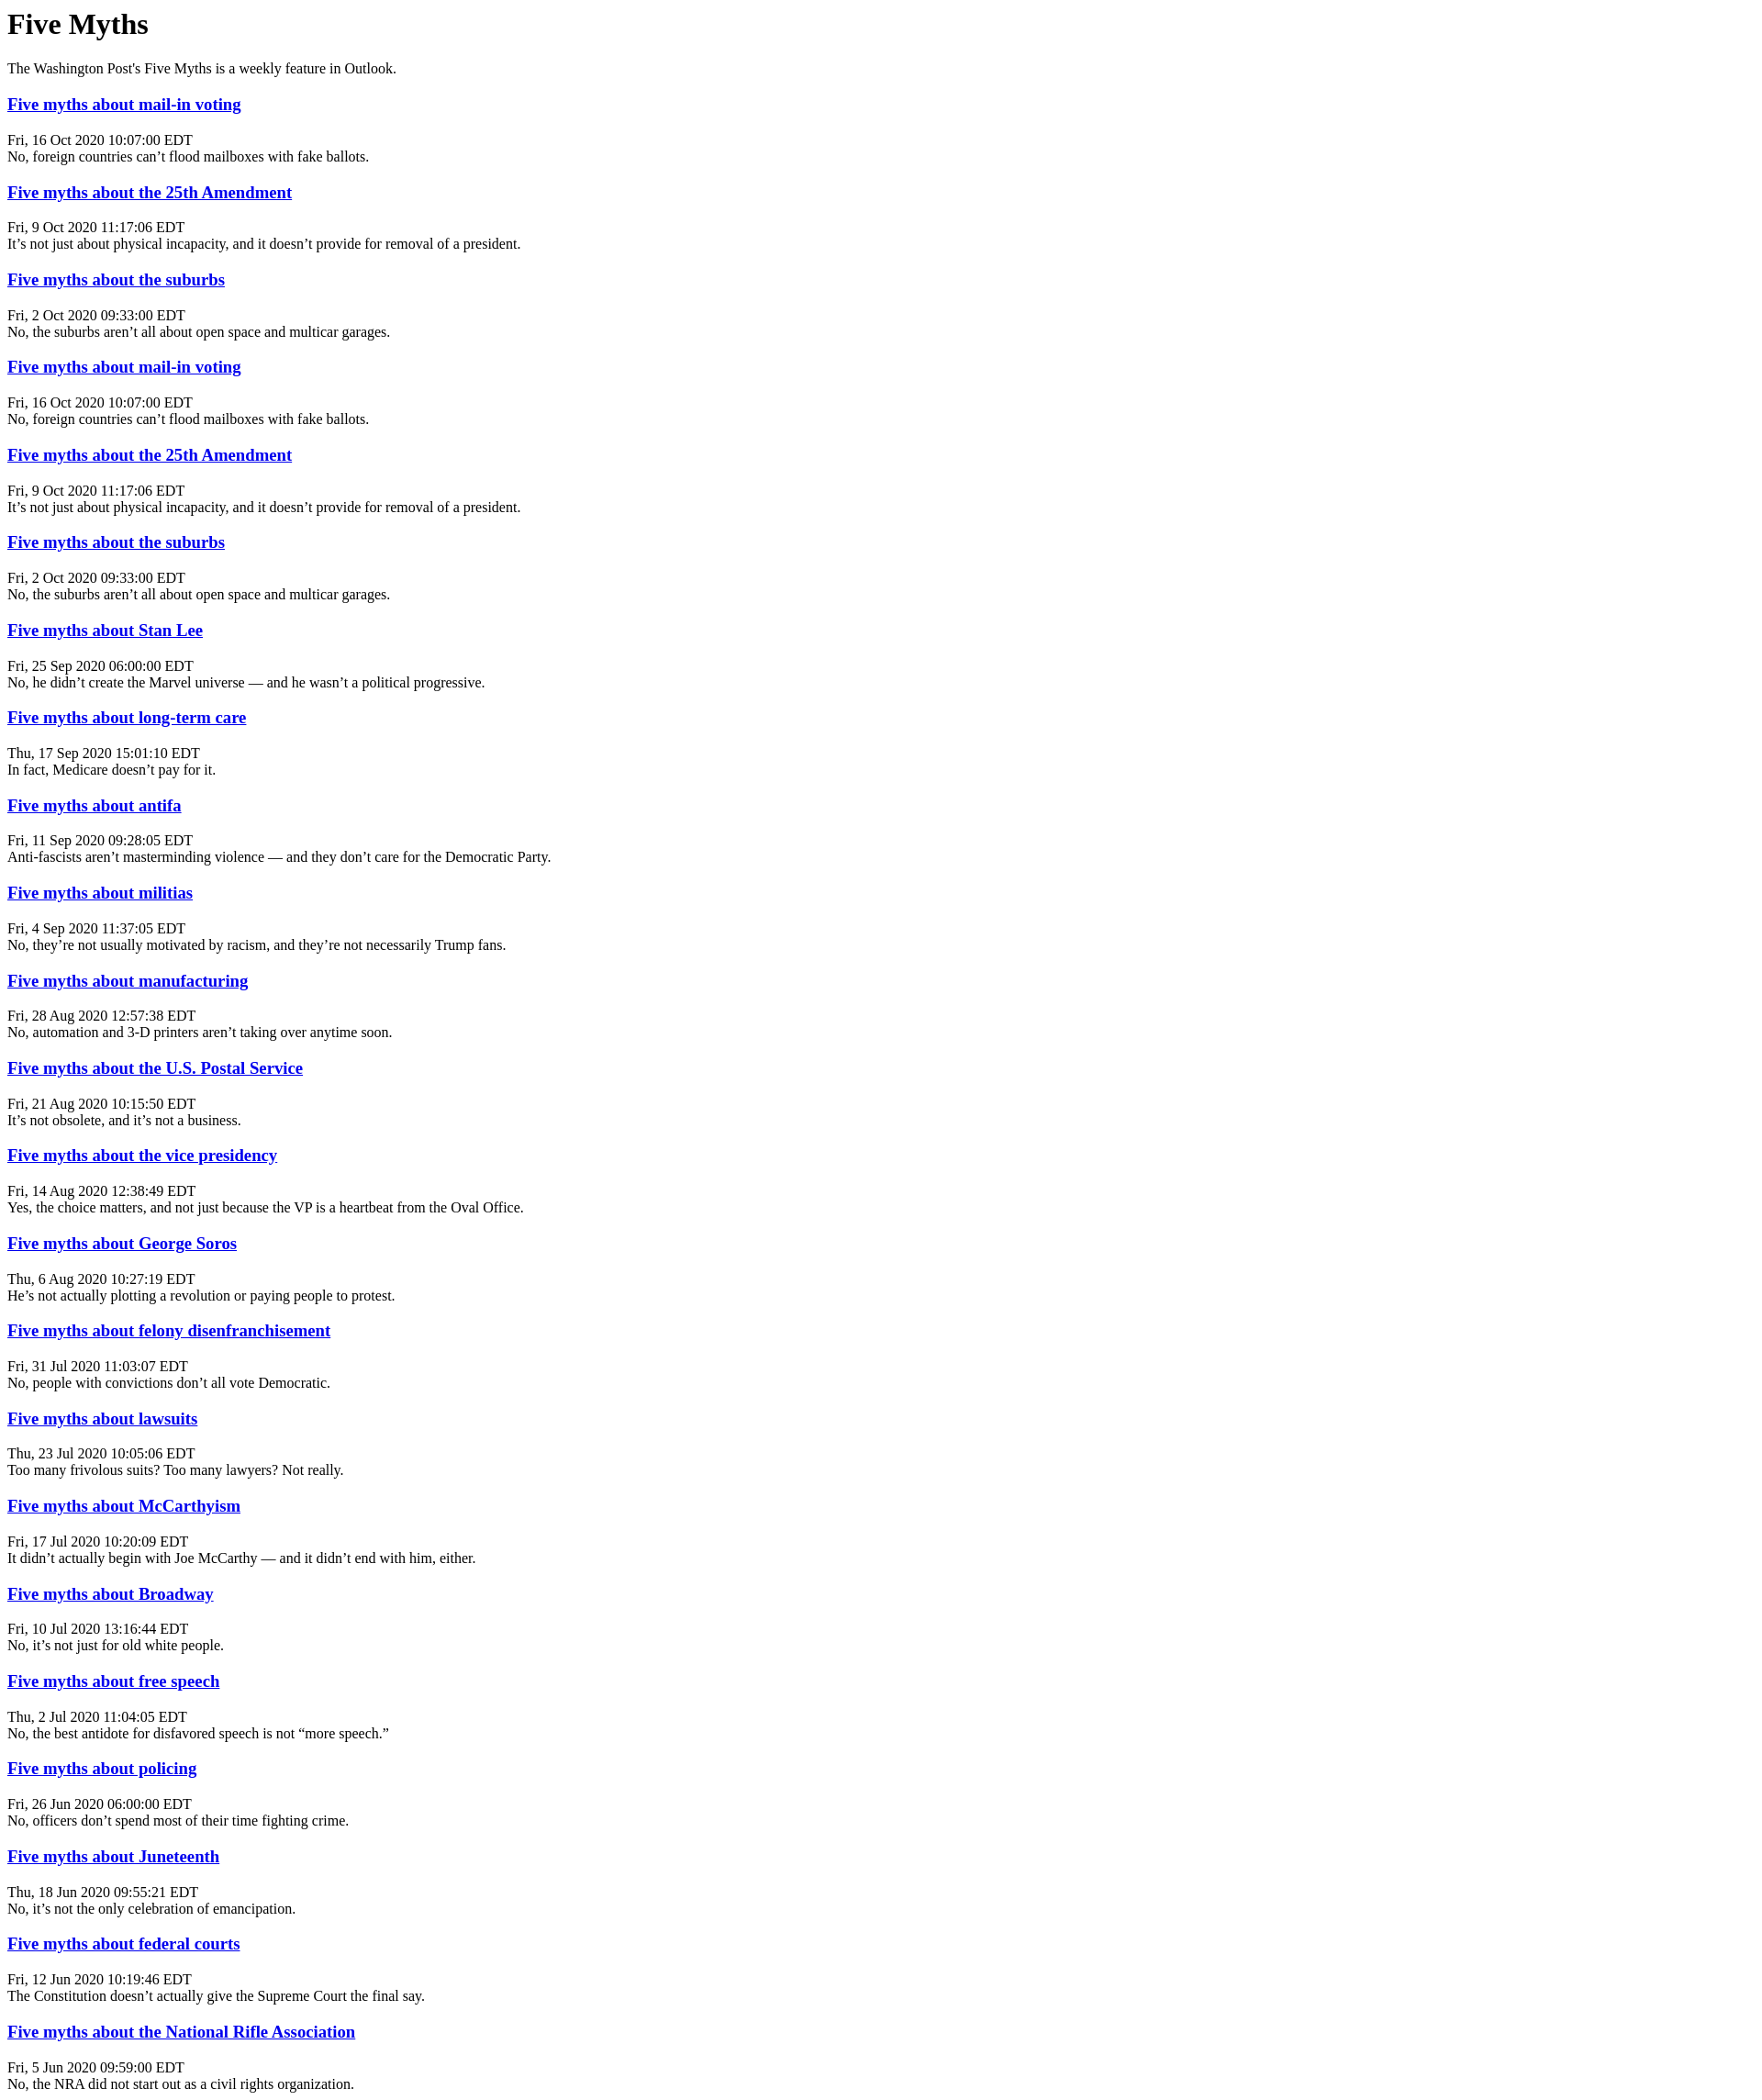 Five Myths
The Washington Post's Five Myths is a weekly feature in Outlook.
Five myths about mail-in voting
Fri, 16 Oct 2020 10:07:00 EDT
No, foreign countries can’t flood mailboxes with fake ballots.
Five myths about the 25th Amendment
Fri, 9 Oct 2020 11:17:06 EDT
It’s not just about physical incapacity, and it doesn’t provide for removal of a president.
Five myths about the suburbs
Fri, 2 Oct 2020 09:33:00 EDT
No, the suburbs aren’t all about open space and multicar garages.
Five myths about mail-in voting
Fri, 16 Oct 2020 10:07:00 EDT
No, foreign countries can’t flood mailboxes with fake ballots.
Five myths about the 25th Amendment
Fri, 9 Oct 2020 11:17:06 EDT
It’s not just about physical incapacity, and it doesn’t provide for removal of a president.
Five myths about the suburbs
Fri, 2 Oct 2020 09:33:00 EDT
No, the suburbs aren’t all about open space and multicar garages.
Five myths about Stan Lee
Fri, 25 Sep 2020 06:00:00 EDT
No, he didn’t create the Marvel universe — and he wasn’t a political progressive.
Five myths about long-term care
Thu, 17 Sep 2020 15:01:10 EDT
In fact, Medicare doesn’t pay for it.
Five myths about antifa
Fri, 11 Sep 2020 09:28:05 EDT
Anti-fascists aren’t masterminding violence — and they don’t care for the Democratic Party.
Five myths about militias
Fri, 4 Sep 2020 11:37:05 EDT
No, they’re not usually motivated by racism, and they’re not necessarily Trump fans.
Five myths about manufacturing
Fri, 28 Aug 2020 12:57:38 EDT
No, automation and 3-D printers aren’t taking over anytime soon.
Five myths about the U.S. Postal Service
Fri, 21 Aug 2020 10:15:50 EDT
It’s not obsolete, and it’s not a business.
Five myths about the vice presidency
Fri, 14 Aug 2020 12:38:49 EDT
Yes, the choice matters, and not just because the VP is a heartbeat from the Oval Office.
Five myths about George Soros
Thu, 6 Aug 2020 10:27:19 EDT
He’s not actually plotting a revolution or paying people to protest.
Five myths about felony disenfranchisement
Fri, 31 Jul 2020 11:03:07 EDT
No, people with convictions don’t all vote Democratic.
Five myths about lawsuits
Thu, 23 Jul 2020 10:05:06 EDT
Too many frivolous suits? Too many lawyers? Not really.
Five myths about McCarthyism
Fri, 17 Jul 2020 10:20:09 EDT
It didn’t actually begin with Joe McCarthy — and it didn’t end with him, either.
Five myths about Broadway
Fri, 10 Jul 2020 13:16:44 EDT
No, it’s not just for old white people.
Five myths about free speech
Thu, 2 Jul 2020 11:04:05 EDT
No, the best antidote for disfavored speech is not “more speech.”
Five myths about policing
Fri, 26 Jun 2020 06:00:00 EDT
No, officers don’t spend most of their time fighting crime.
Five myths about Juneteenth
Thu, 18 Jun 2020 09:55:21 EDT
No, it’s not the only celebration of emancipation.
Five myths about federal courts
Fri, 12 Jun 2020 10:19:46 EDT
The Constitution doesn’t actually give the Supreme Court the final say.
Five myths about the National Rifle Association
Fri, 5 Jun 2020 09:59:00 EDT
No, the NRA did not start out as a civil rights organization.